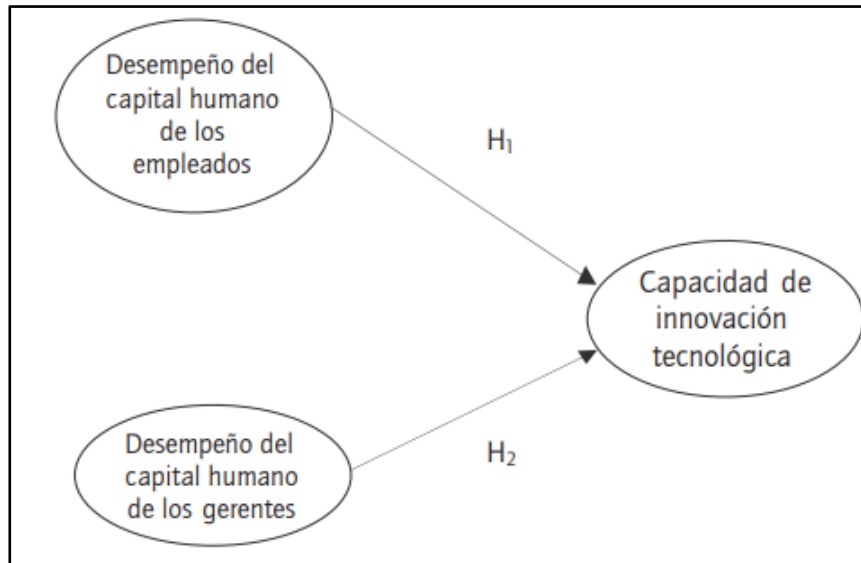 Desempeño del
capital humano
de los
empleados
H₁
Capacidad de
innovación
tecnológica
Desempeño del
capital humano
de los gerentes
H₂